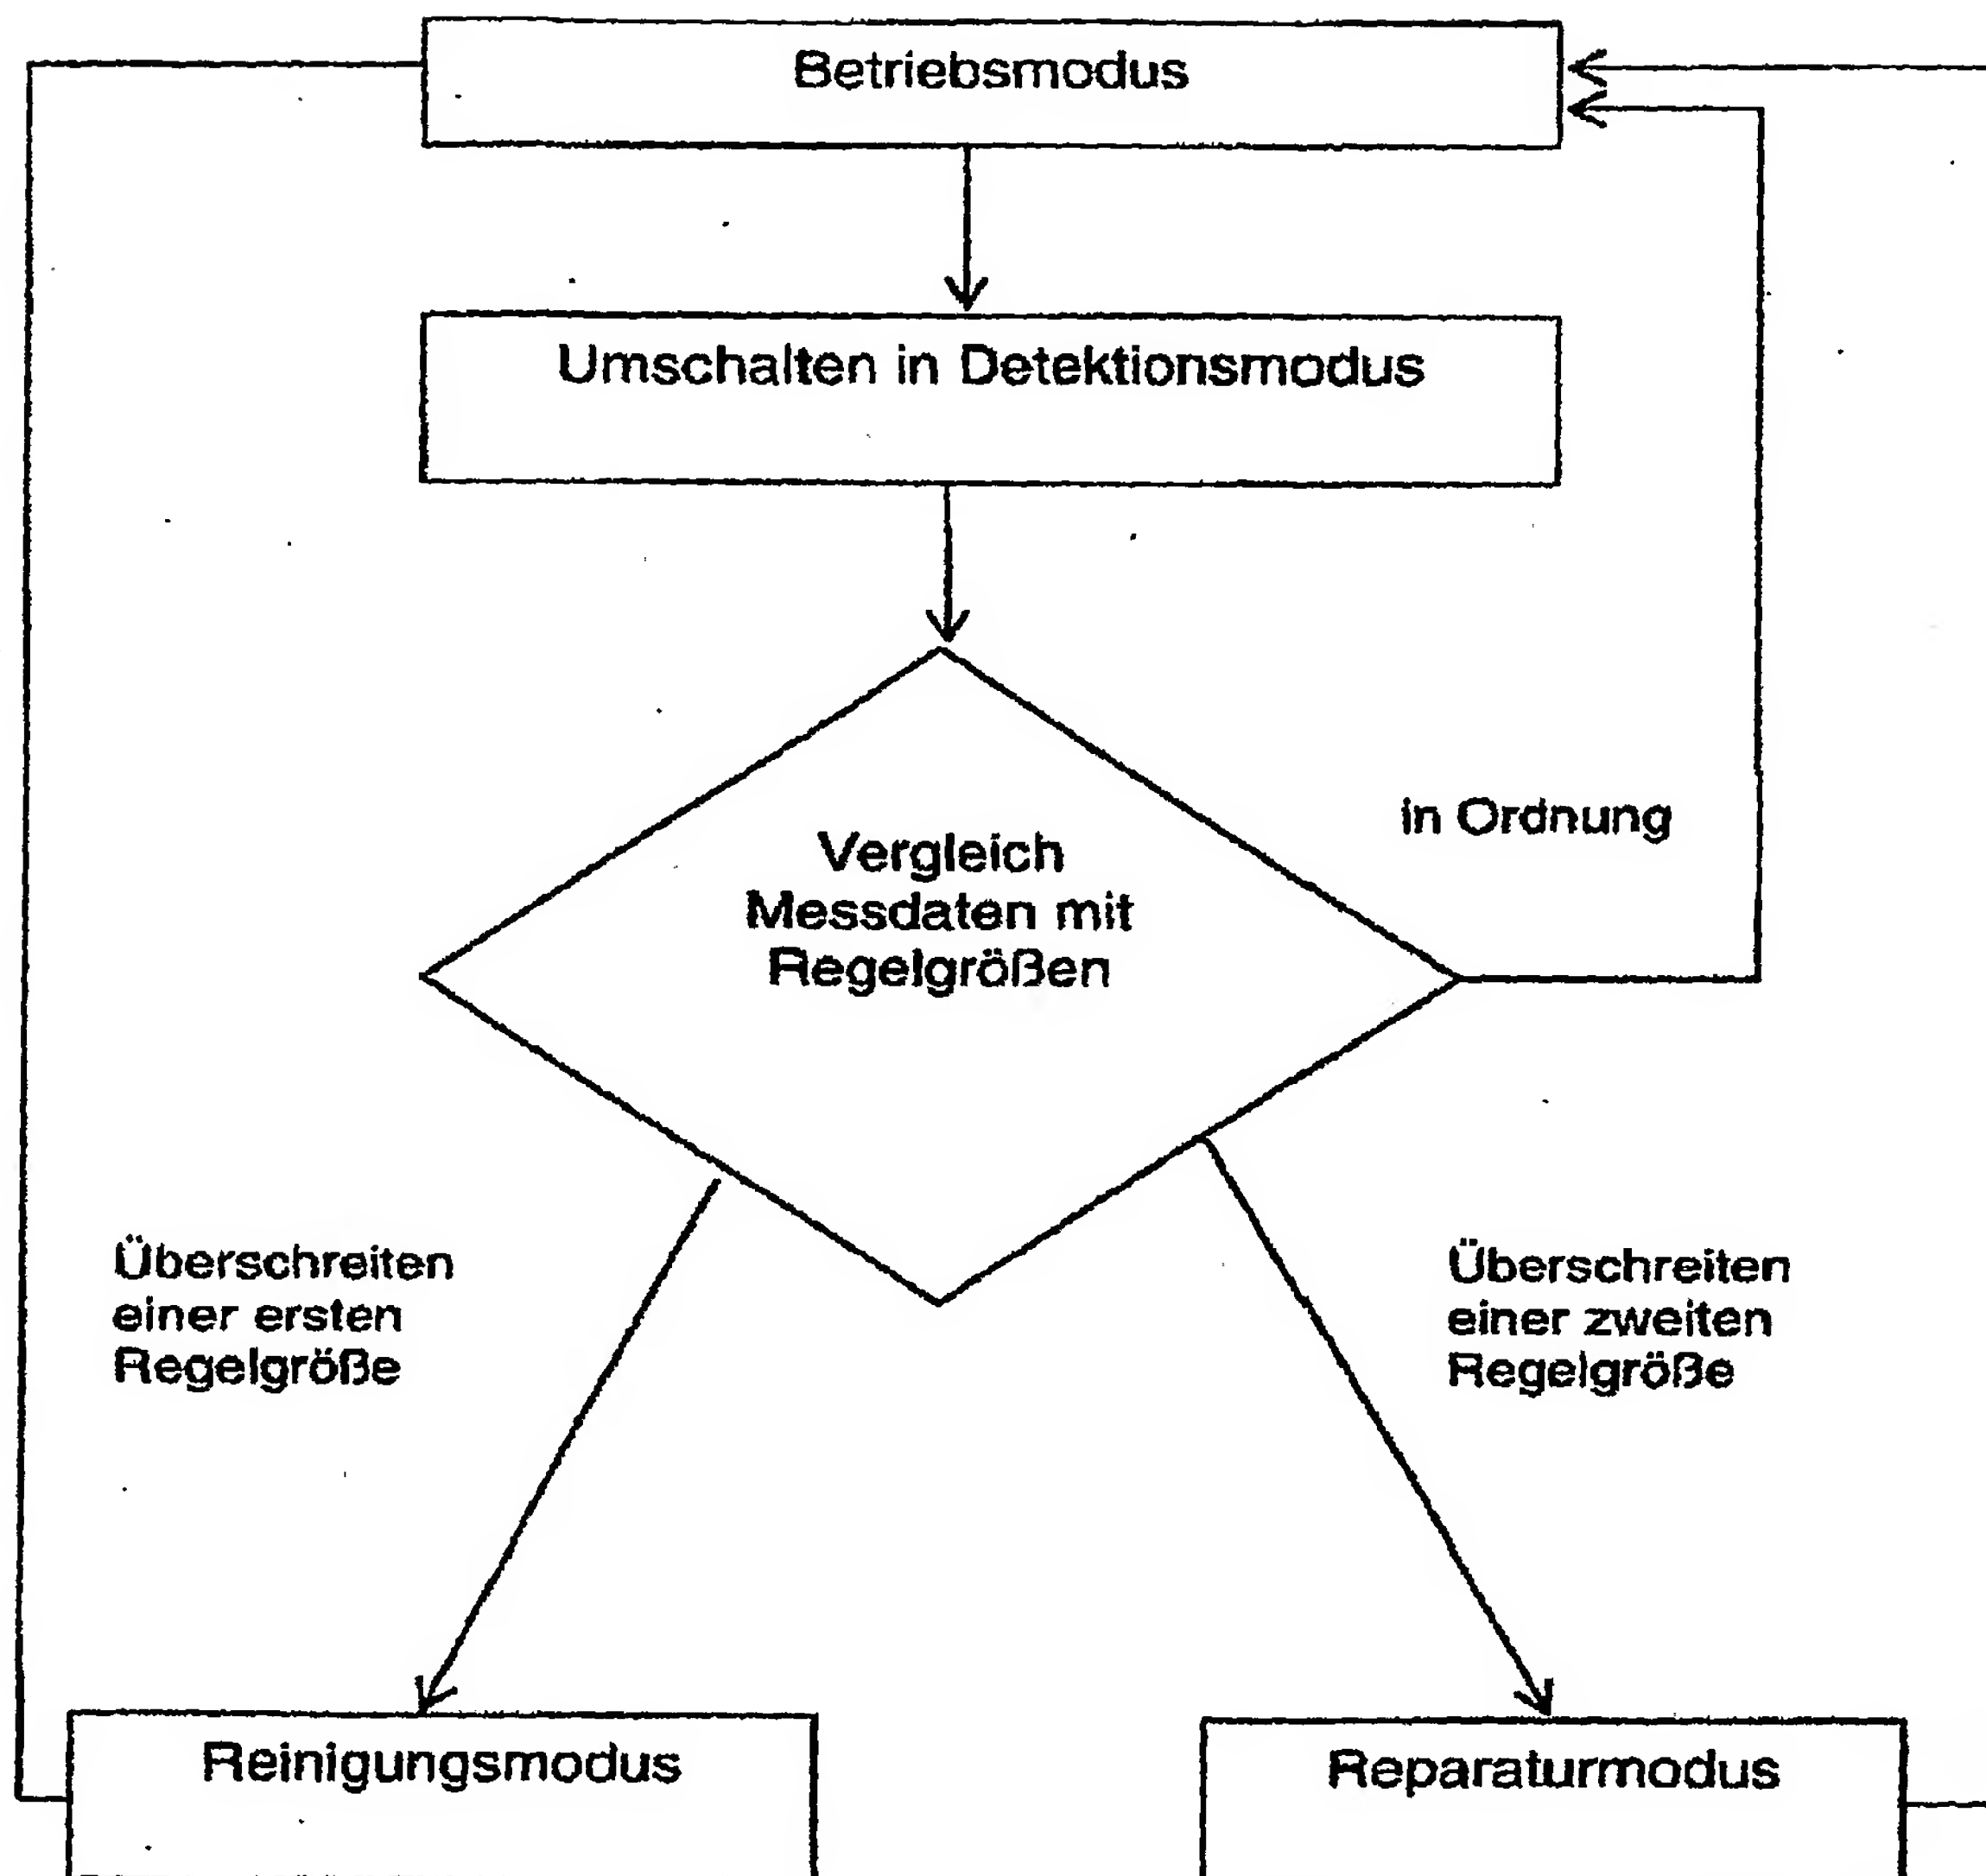 Betriebsmodus
Umschalten in Detektionsmodus
in Ordnung
Vergleich
Messdaten mit
Regelgrößen
Überschreiten
einer ersten
Regelgröße
Überschreiten
einer zweiten
Regelgröße
Reinigungsmodus
Reparaturmodus